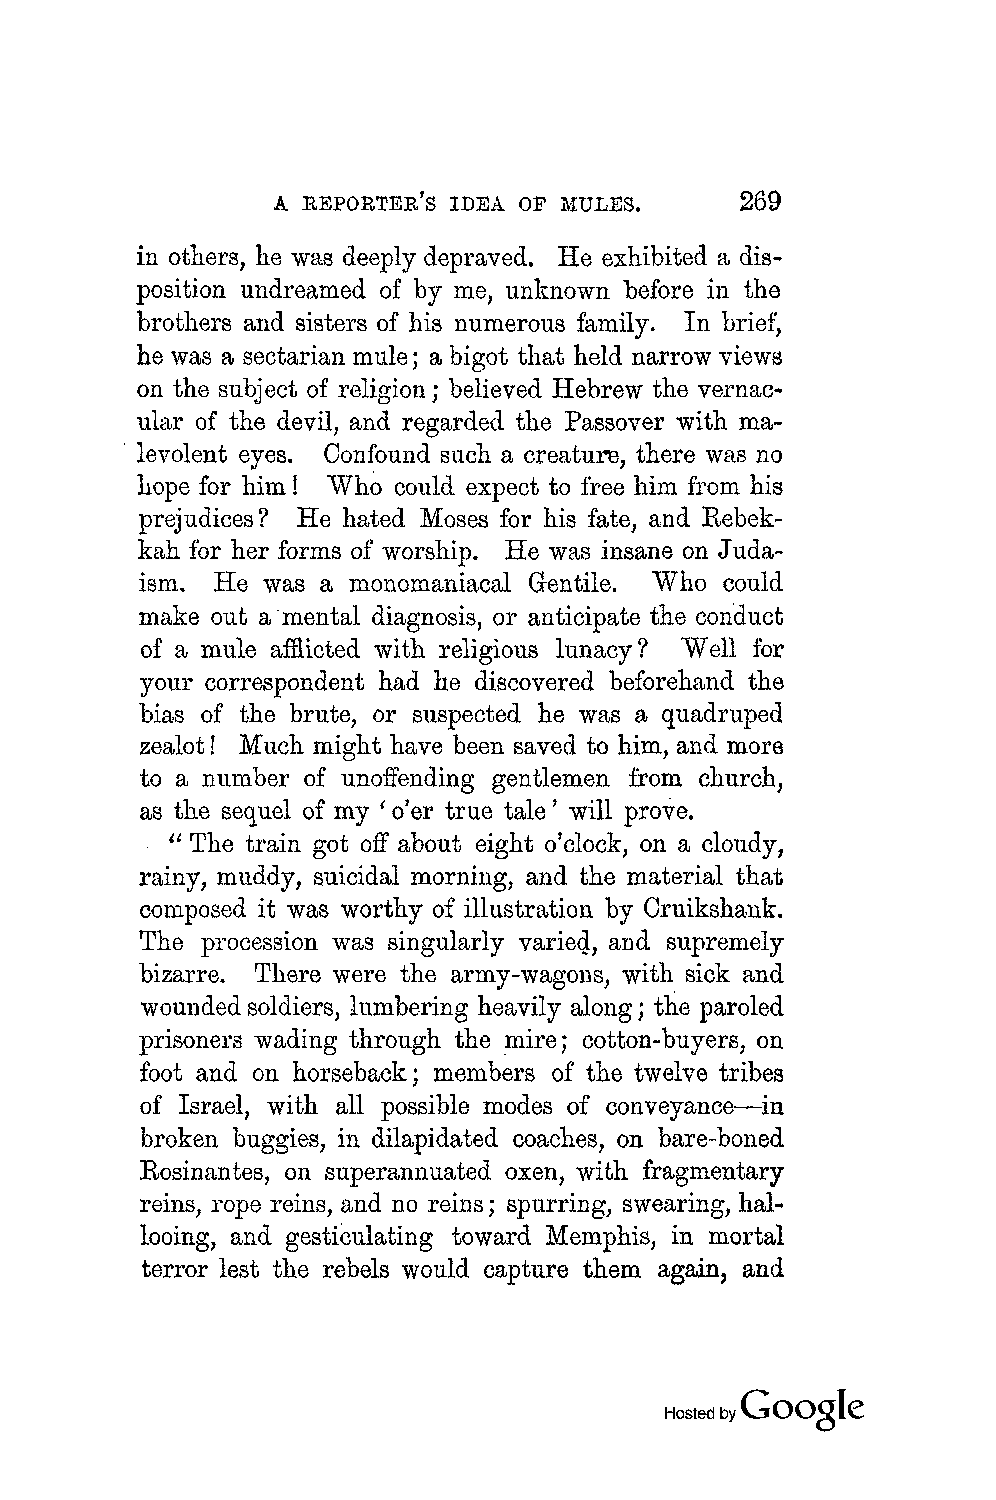 A REPORTER'S IDEA OF MULES. 269
in others, he was deeply depraved. He exhibited a dis-
position undreamed of by me, unknown before in the
brothers and sisters of his numerous family. In brief,
he was a sectarian mule; a bigot that held narrow views
on the subject of religion; believed Hebrew the vernac-
ular of the devil, and regarded the Passover with ma-
levolent eyes. Confound such a creature, there was no
hope for him! Who could expect to free him from his
prejudices? He hated Moses for his fate, and Rebek-
kah for her forms of worship. He was insane on Juda-
ism. He was a monomaniacal Gentile. Who could
make out a mental diagnosis, or anticipate the conduct
of a mule afflicted with religious lunacy? Well for
your correspondent had he discovered beforehand the
bias of the brute, or suspected he was a quadruped
zealot! Much might have been saved to him, and more
to a number of unoffending gentlemen from church,
as the sequel of my 'o'er true tale' will prove.
"The train got off about eight o'clock, on a cloudy,
rainy, muddy, suicidal morning, and the material that
composed it was worthy of illustration by Cruikshank.
The procession was singularly varied, and supremely
bizarre. There were the army-wagons, with sick and
wounded soldiers, lumbering heavily along; the paroled
prisoners wading through the mire; cotton-buyers, on
foot and on horseback; members of the twelve tribes
of Israel, with all possible modes of conveyance—in
broken buggies, in dilapidated coaches, on bare-boned
Rosinantes, on superannuated oxen, with fragmentary
reins, rope reins, and no reins; spurring, swearing, hal-
looing, and gesticulating toward Memphis, in mortal
terror lest the rebels would capture them again, and
Hosted by Google